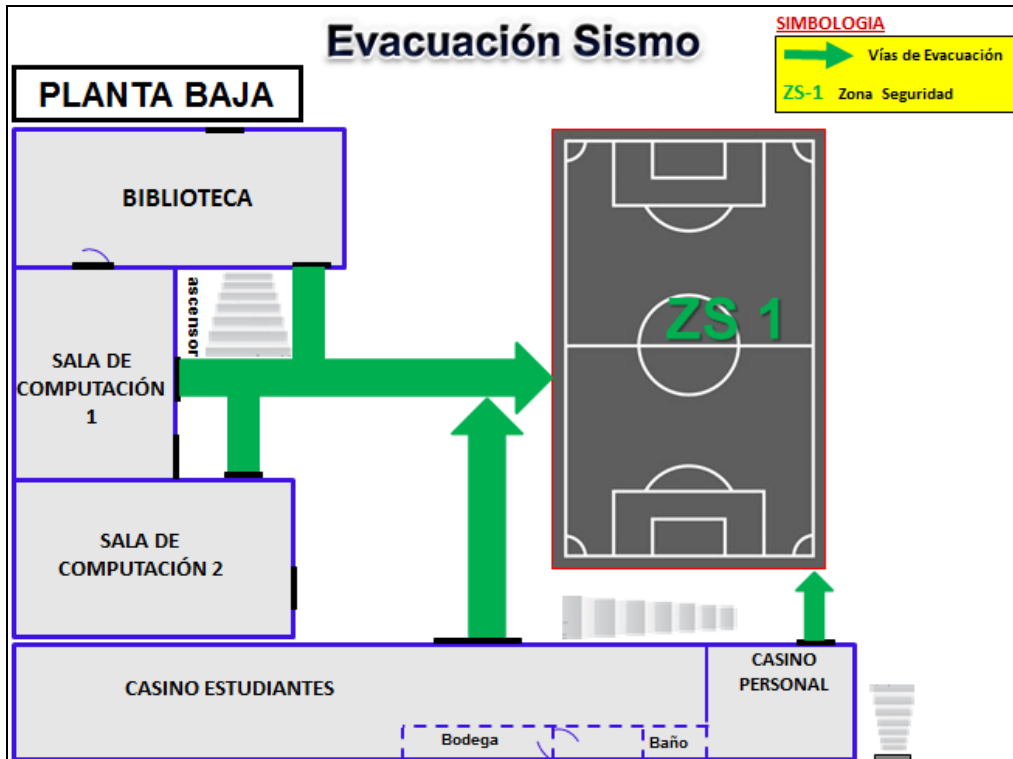 Evacuación Sismo
SIMBOLOGIA
Vías de Evacuación
ZS-1 Zona Seguridad
PLANTA BAJA
BIBLIOTECA
ascensor
ZS 1
SALA DE
COMPUTACIÓN
1
SALA DE
COMPUTACIÓN 2
CASINO ESTUDIANTES
CASINO
PERSONAL
Bodega
Baño